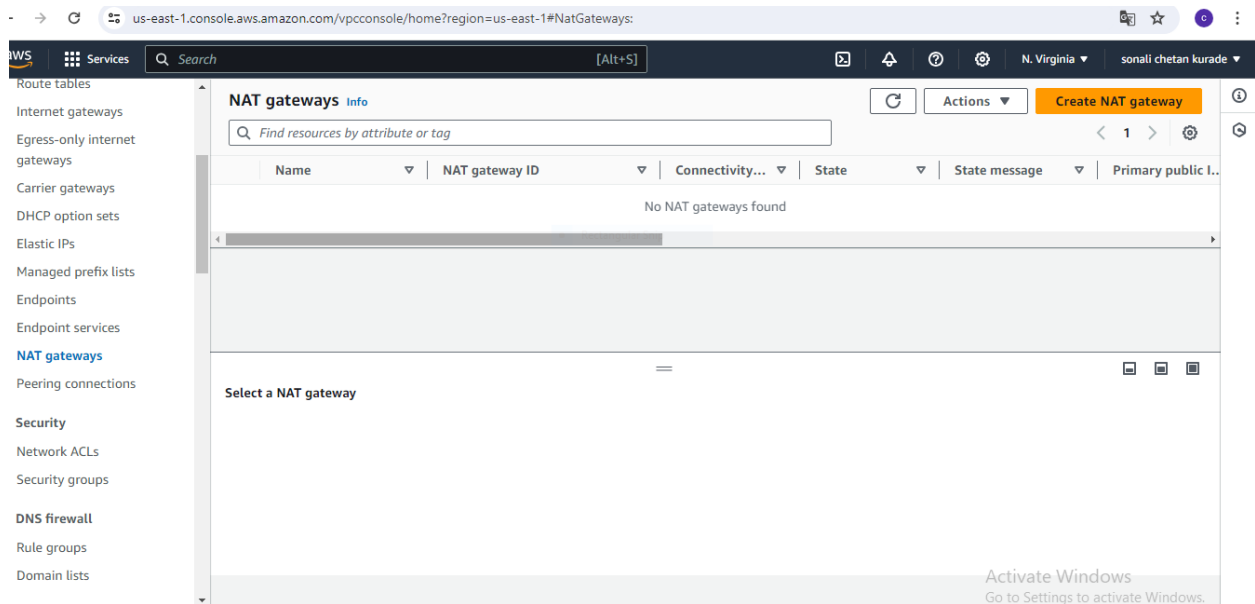 us-east-1.console.aws.amazon.com/vpcconsole/home?region=us-east-1#NatGateways:
aws Services Search [Alt+S] N. Virginia sonali chetan kurade
Route tables
Internet gateways
Egress-only internet
gateways
Carrier gateways
DHCP option sets
Elastic IPs
Managed prefix lists
Endpoints
Endpoint services
NAT gateways
Peering connections
Security
Network ACLs
Security groups
DNS firewall
Rule groups
Domain lists
NAT gateways Info Actions Create NAT gateway
Find resources by attribute or tag 1
Name NAT gateway ID Connectivity... State State message Primary public I...
No NAT gateways found
Select a NAT gateway
Activate Windows
Go to Settings to activate Windows.